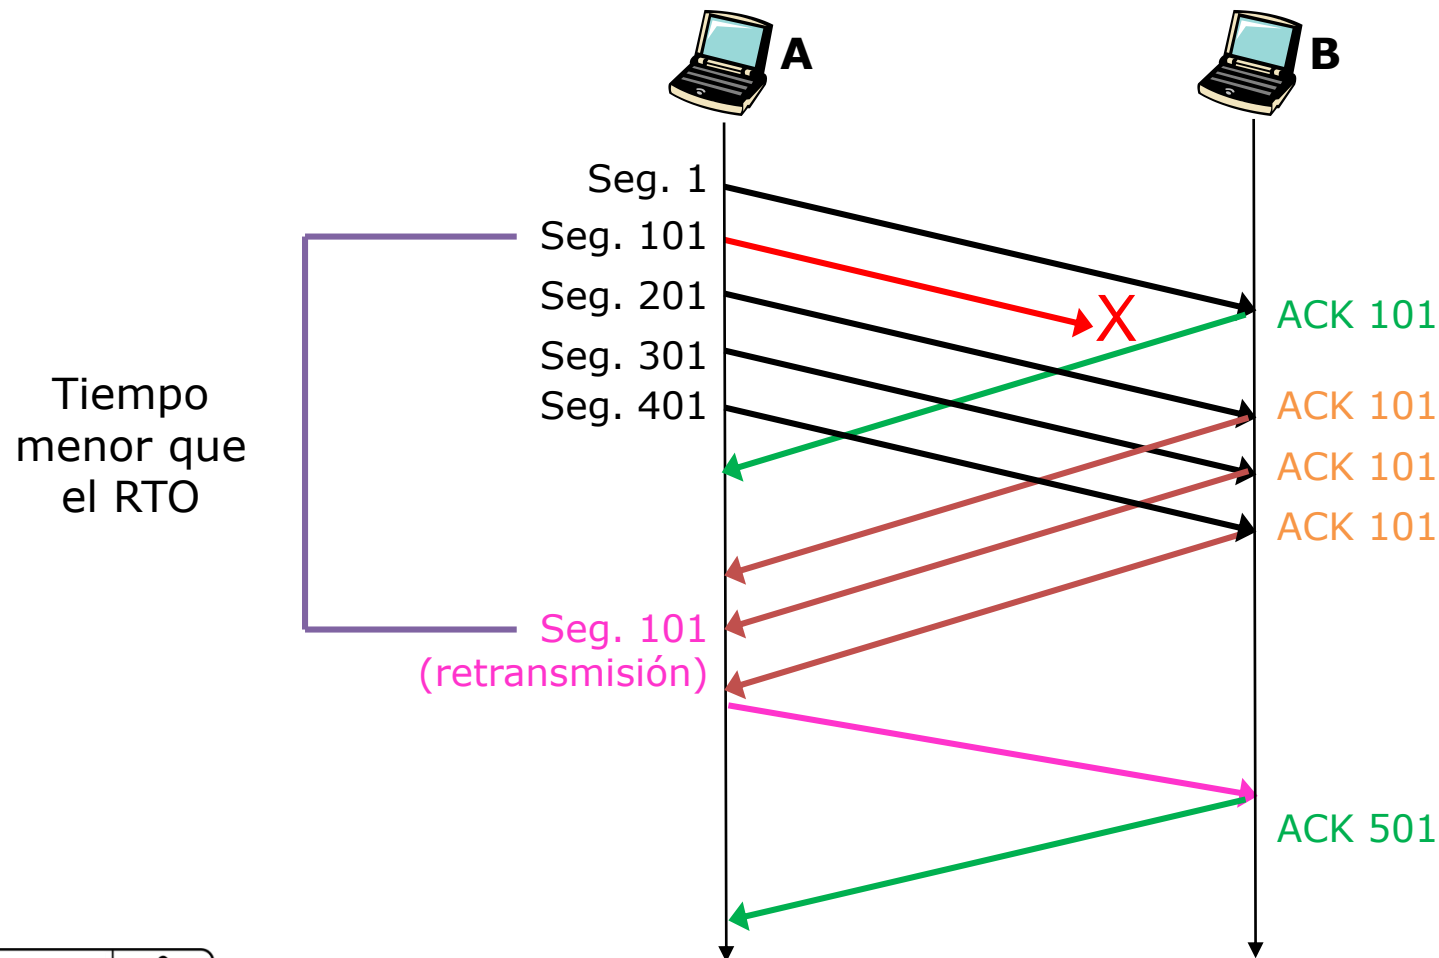 A
B
Seg. 1
Seg. 101
Seg. 201
Seg. 301
Seg. 401
X
ACK 101
ACK 101
ACK 101
ACK 101
Tiempo
menor que
el RTO
Seg. 101
(retransmisión)
ACK 501